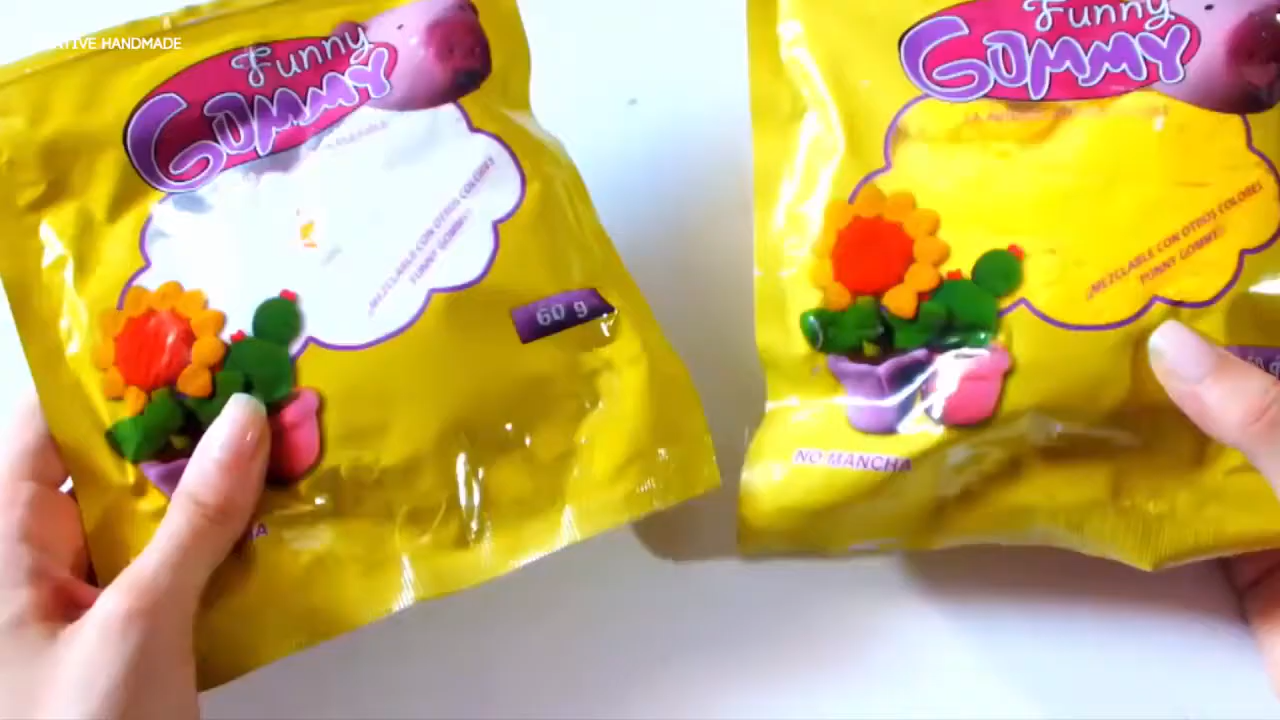 ATIVE HANDMADE
Funny
GOMMY
¡MEZCLABLE CON OTROS COLORES
FUNNY GOMMY!
60 g
Funny
GOMMY
¡MEZCLABLE CON OTROS COLORES
FUNNY GOMMY!
NO MANCHA